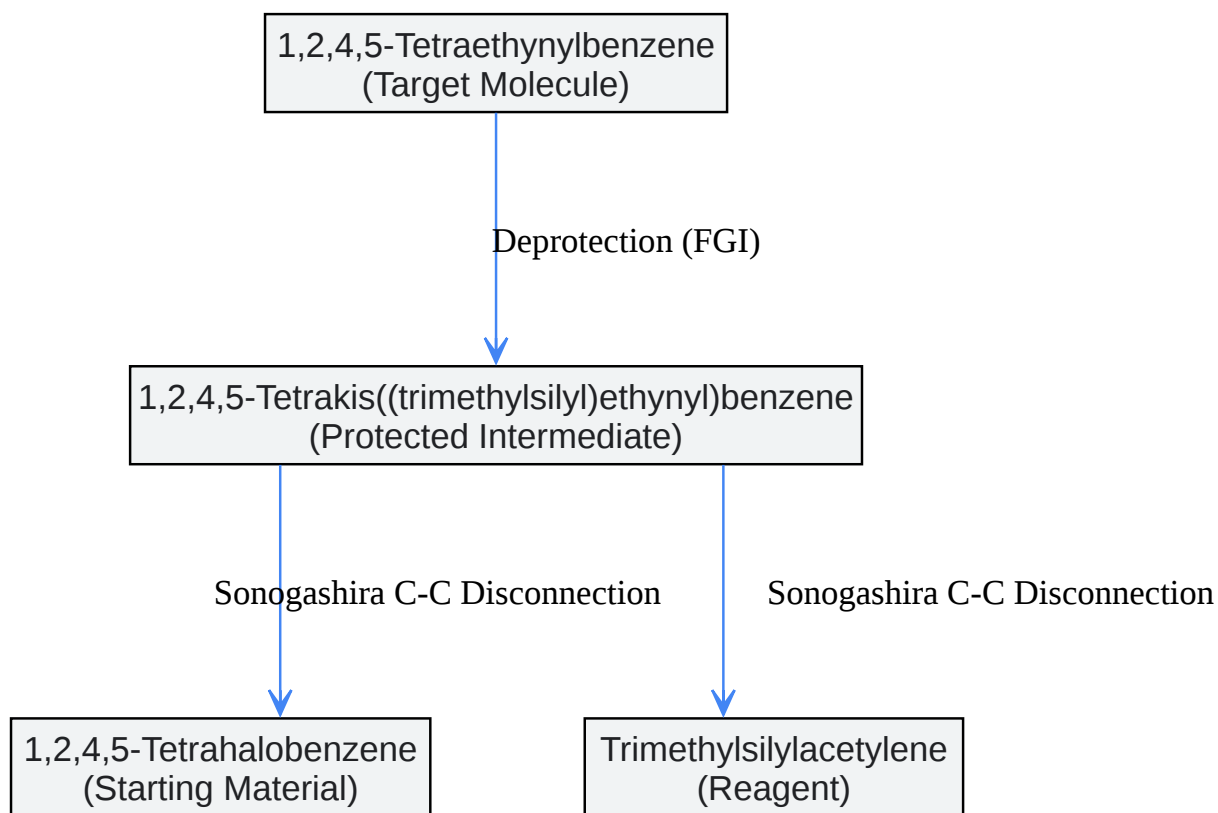 1,2,4,5-Tetraethynylbenzene
(Target Molecule)
Deprotection (FGI)
1,2,4,5-Tetrakis((trimethylsilyl)ethynyl)benzene
(Protected Intermediate)
Sonogashira C-C Disconnection
Sonogashira C-C Disconnection
1,2,4,5-Tetrahalobenzene
(Starting Material)
Trimethylsilylacetylene
(Reagent)